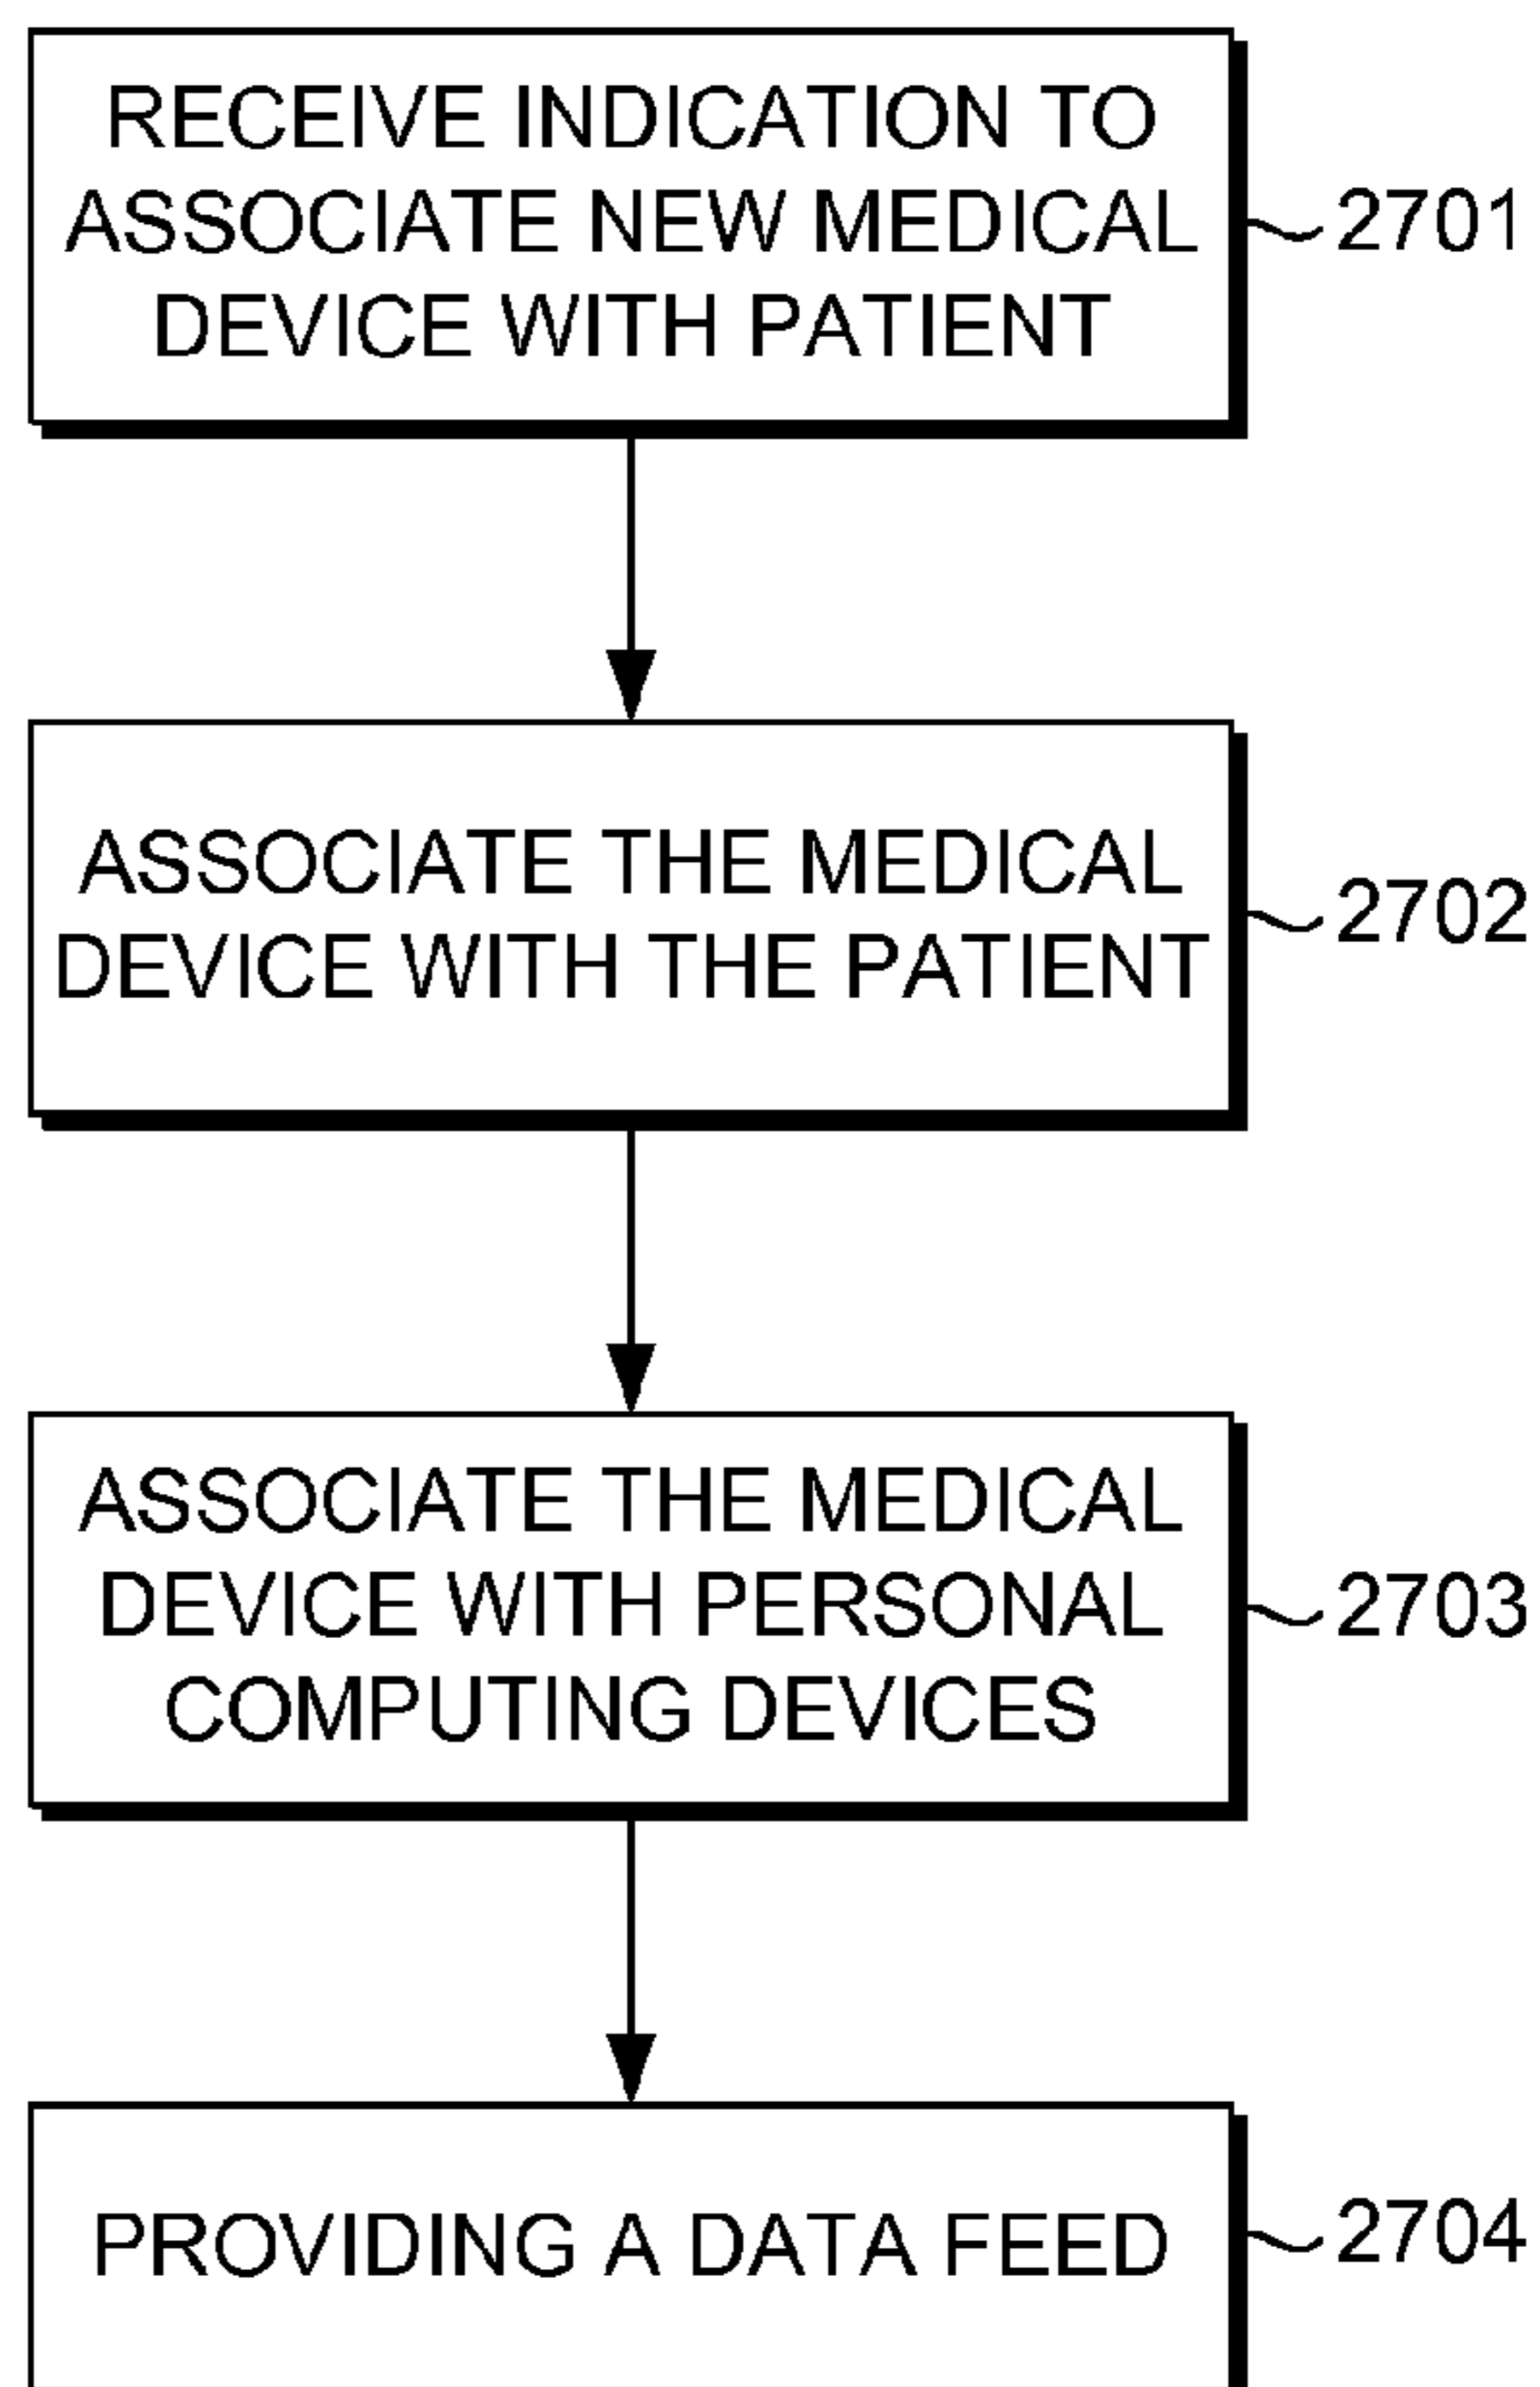 RECEIVE INDICATION TO
ASSOCIATE NEW MEDICAL
DEVICE WITH PATIENT
2701
ASSOCIATE THE MEDICAL
DEVICE WITH THE PATIENT
2702
ASSOCIATE THE MEDICAL
DEVICE WITH PERSONAL
COMPUTING DEVICES
2703
PROVIDING A DATA FEED
2704